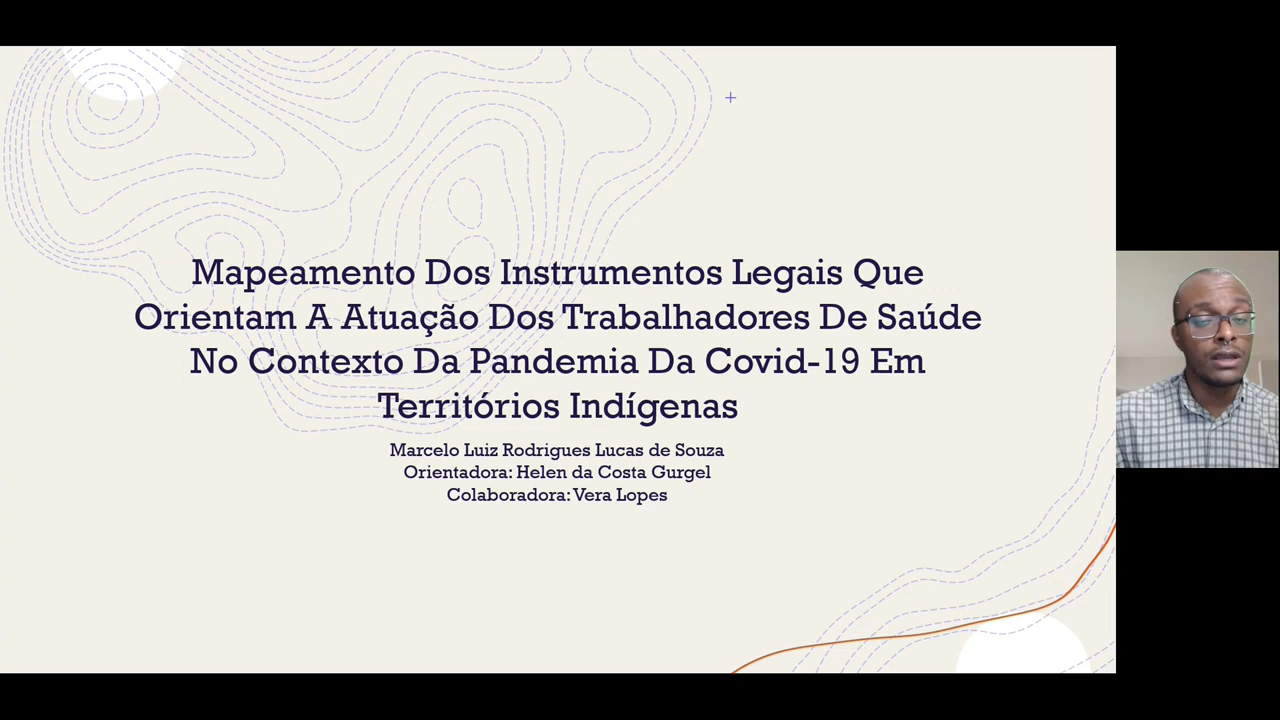 Mapeamento Dos Instrumentos Legais Que
Orientam A Atuação Dos Trabalhadores De Saúde
No Contexto Da Pandemia Da Covid-19 Em
Territórios Indígenas
Marcelo Luiz Rodrigues Lucas de Souza
Orientadora: Helen da Costa Gurgel
Colaboradora: Vera Lopes